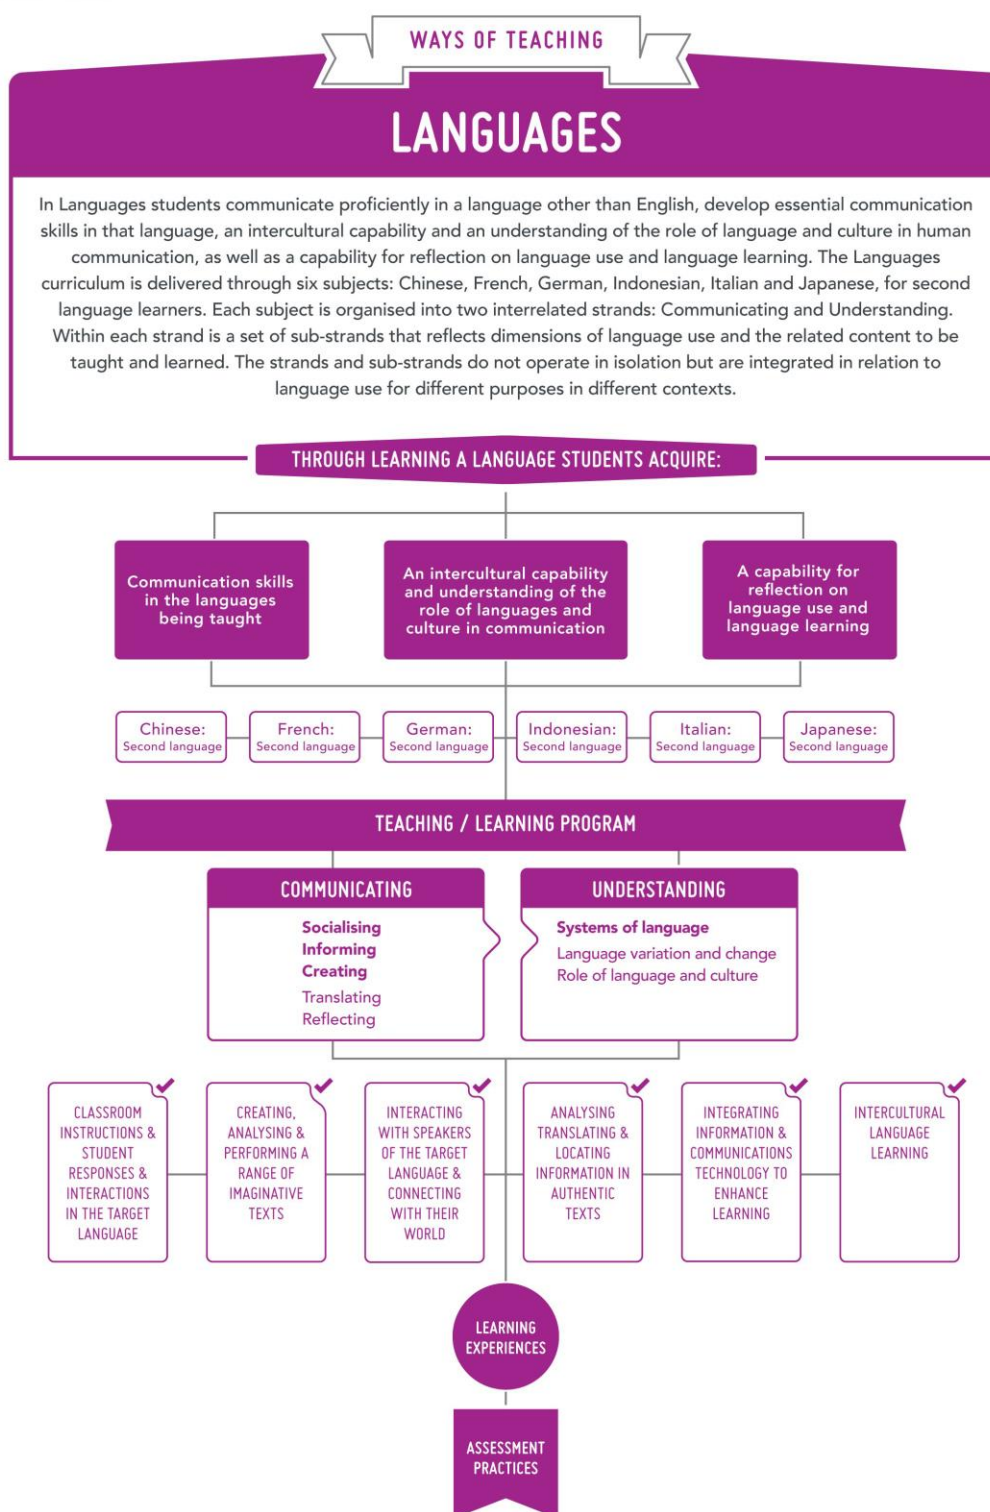 WAYS OF TEACHING
LANGUAGES
In Languages students communicate proficiently in a language other than English, develop essential communication
skills in that language, an intercultural capability and an understanding of the role of language and culture in human
communication, as well as a capability for reflection on language use and language learning. The Languages
curriculum is delivered through six subjects: Chinese, French, German, Indonesian, Italian and Japanese, for second
language learners. Each subject is organised into two interrelated strands: Communicating and Understanding.
Within each strand is a set of sub-strands that reflects dimensions of language use and the related content to be
taught and learned. The strands and sub-strands do not operate in isolation but are integrated in relation to
language use for different purposes in different contexts.
THROUGH LEARNING A LANGUAGE STUDENTS ACQUIRE:
Communication skills
in the languages
being taught
An intercultural capability
and understanding of the
role of languages and
culture in communication
A capability for
reflection on
language use and
language learning
Chinese:
Second language
French:
Second language
German:
Second language
Indonesian:
Second language
Italian:
Second language
Japanese:
Second language
TEACHING / LEARNING PROGRAM
COMMUNICATING
Socialising
Informing
Creating
Translating
Reflecting
UNDERSTANDING
Systems of language
Language variation and change
Role of language and culture
CLASSROOM
INSTRUCTIONS &
STUDENT
RESPONSES &
INTERACTIONS
IN THE TARGET
LANGUAGE
CREATING,
ANALYSING &
PERFORMING A
RANGE OF
IMAGINATIVE
TEXTS
INTERACTING
WITH SPEAKERS
OF THE TARGET
LANGUAGE &
CONNECTING
WITH THEIR
WORLD
ANALYSING
TRANSLATING &
LOCATING
INFORMATION IN
AUTHENTIC
TEXTS
INTEGRATING
INFORMATION &
COMMUNICATIONS
TECHNOLOGY TO
ENHANCE
LEARNING
INTERCULTURAL
LANGUAGE
LEARNING
LEARNING
EXPERIENCES
ASSESSMENT
PRACTICES